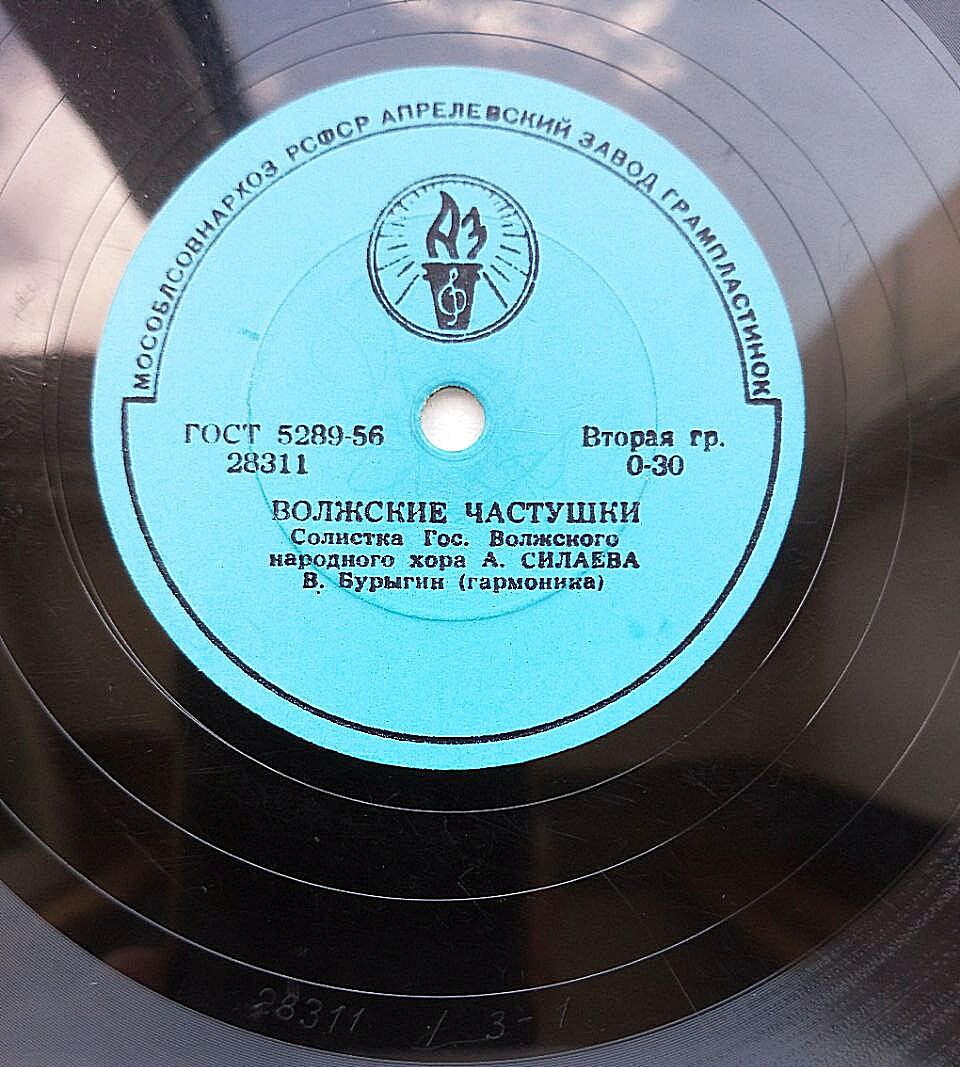 МОСОБЛСОВНАРХОЗ РСФСР АПРЕЛЕВСКИЙ ЗАВОД ГРАМПЛАСТИНОК
АЗ
ГОСТ 5289-56
28311
Вторая гр.
0-30
ВОЛЖСКИЕ ЧАСТУШКИ
Солистка Гос. Волжского
народного хора А. СИЛАЕВА
В. Бурыгин (гармоника)
28311 / 3-1